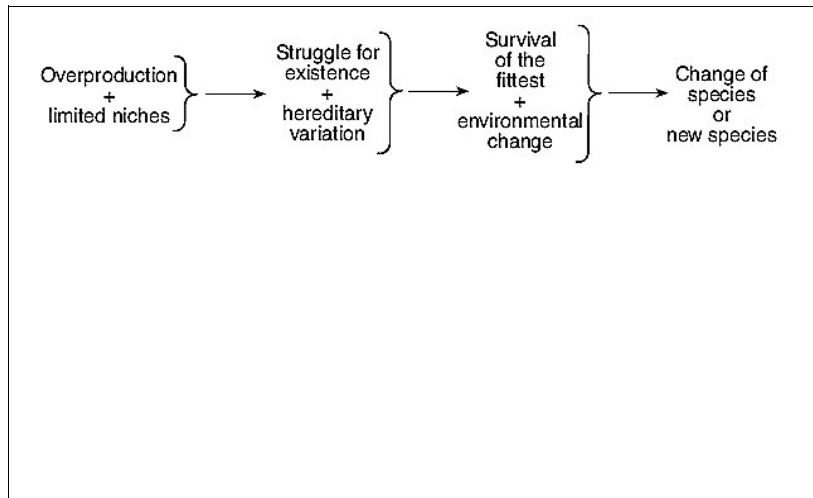 Overproduction
+
limited niches
Struggle for
existence
+
hereditary
variation
Survival
of the
fittest
+
environmental
change
Change of
species
or
new species